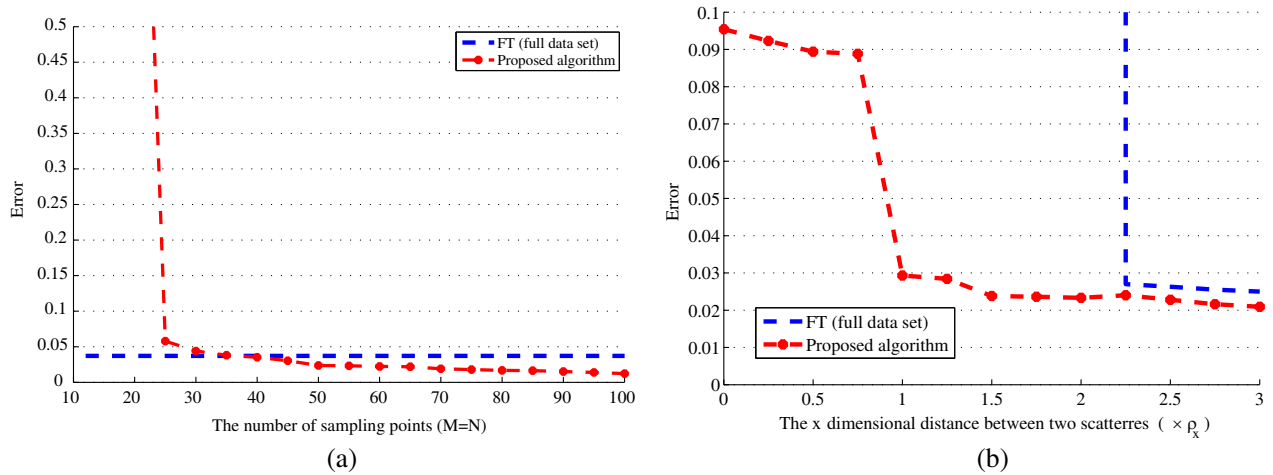 0.5
0.45
0.4
0.35
0.3
0.25
0.2
0.15
0.1
0.05
0
Error
10 20 30 40 50 60 70 80 90 100
The number of sampling points (M=N)
FT (full data set)
Proposed algorithm
(a)
0.1
0.09
0.08
0.07
0.06
0.05
0.04
0.03
0.02
0.01
0
Error
0 0.5 1 1.5 2 2.5 3
The x dimensional distance between two scatterres ( × ρx)
FT (full data set)
Proposed algorithm
(b)